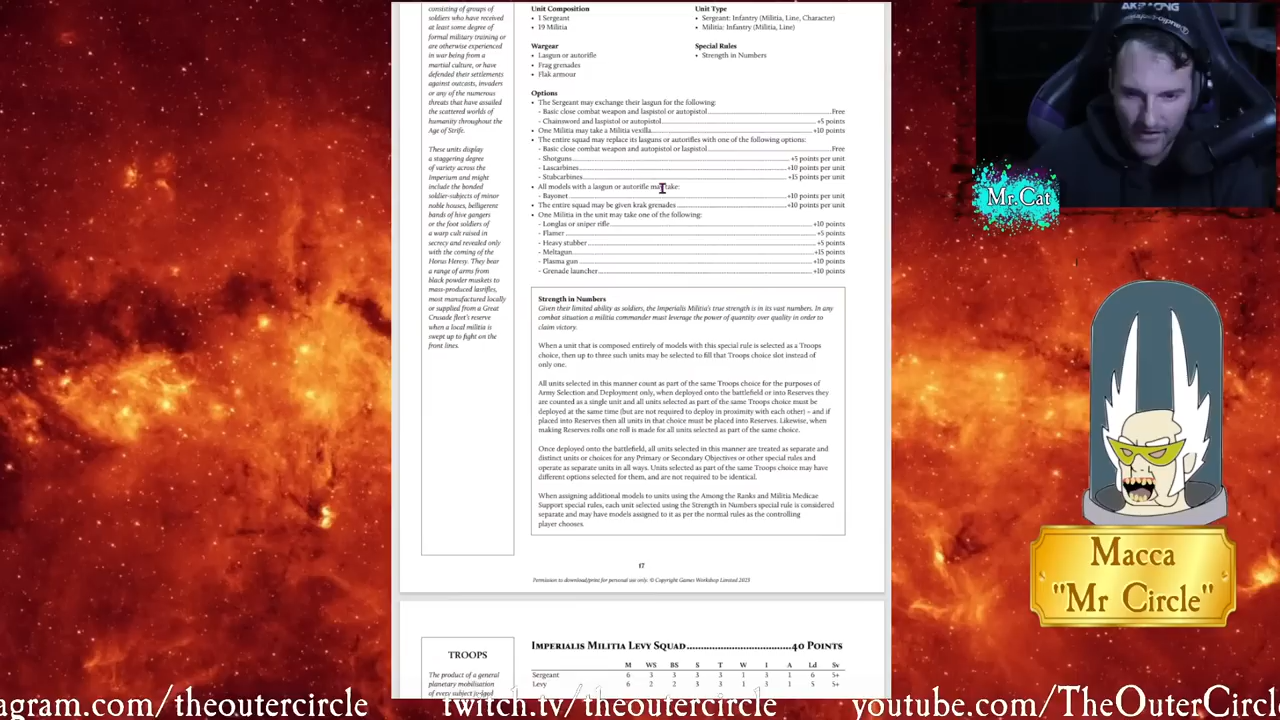 consisting of groups of
soldiers who have received
at least some degree of
formal military training or
are otherwise experienced
in war being from a
martial culture, or have
defended their settlements
against outcasts, invaders
or any of the numerous
threats that have assailed
the scattered worlds of
humanity throughout the
Age of Strife.
These units display
a staggering degree
of variety across the
Imperium and might
include the bonded
soldier-subjects of minor
noble houses, belligerent
bands of hive gangers
or the foot soldiers of
a warp cult raised in
secrecy and revealed only
with the coming of the
Horus Heresy. They bear
a range of arms from
black powder muskets to
mass-produced lasrifles,
most manufactured locally
or supplied from a Great
Crusade fleet's reserve
when a local militia is
swept up to fight on the
front lines.
Unit Composition
• 1 Sergeant
• 19 Militia
Unit Type
• Sergeant: Infantry (Militia, Line, Character)
• Militia: Infantry (Militia, Line)
Wargear
• Lasgun or autorifle
• Frag grenades
• Flak armour
Special Rules
• Strength in Numbers
Options
• The Sergeant may exchange their lasgun for the following:
- Basic close combat weapon and laspistol or autopistol....Free
- Chainsword and laspistol or autopistol....+5 points
• One Militia may take a Militia vexilla....+10 points
• The entire squad may replace its lasguns or autorifles with one of the following options:
- Basic close combat weapon and autopistol or laspistol....Free
- Shotguns....+5 points per unit
- Lascarbines....+10 points per unit
- Stubcarbines....+15 points per unit
• All models with a lasgun or autorifle may take:
- Bayonet....+10 points per unit
• The entire squad may be given krak grenades....+10 points per unit
• One Militia in the unit may take one of the following:
- Longlas or sniper rifle....+10 points
- Flamer....+5 points
- Heavy stubber....+5 points
- Meltagun....+15 points
- Plasma gun....+10 points
- Grenade launcher....+10 points
Strength in Numbers
Given their limited ability as soldiers, the Imperialis Militia's true strength is in its vast numbers. In any
combat situation a militia commander must leverage the power of quantity over quality in order to
claim victory.
When a unit that is composed entirely of models with this special rule is selected as a Troops
choice, then up to three such units may be selected to fill that Troops choice slot instead of
only one.
All units selected in this manner count as part of the same Troops choice for the purposes of
Army Selection and Deployment only, when deployed onto the battlefield or into Reserves they
are counted as a single unit and all units selected as part of the same Troops choice must be
deployed at the same time (but are not required to deploy in proximity with each other) – and if
placed into Reserves then all units in that choice must be placed into Reserves. Likewise, when
making Reserves rolls one roll is made for all units selected as part of the same choice.
Once deployed onto the battlefield, all units selected in this manner are treated as separate and
distinct units or choices for any Primary or Secondary Objectives or other special rules and
operate as separate units in all ways. Units selected as part of the same Troops choice may have
different options selected for them, and are not required to be identical.
When assigning additional models to units using the Among the Ranks and Militia Medicae
Support special rules, each unit selected using the Strength in Numbers special rule is considered
separate and may have models assigned to it as per the normal rules as the controlling
player chooses.
17
Permission to download/print for personal use only. © Copyright Games Workshop Limited 2023
TROOPS
The product of a general
planetary mobilisation
of every subject judged
Imperialis Militia Levy Squad....40 Points
M WS BS S T W I A Ld Sv
Sergeant 6 3 3 3 3 1 3 1 6 5+
Levy 6 2 2 3 3 1 3 1 5 5+
Mr.Cat
Macca
"Mr Circle"
agram.com/theoutercircle
twitch.tv/theoutercircle
youtube.com/TheOuterCircl